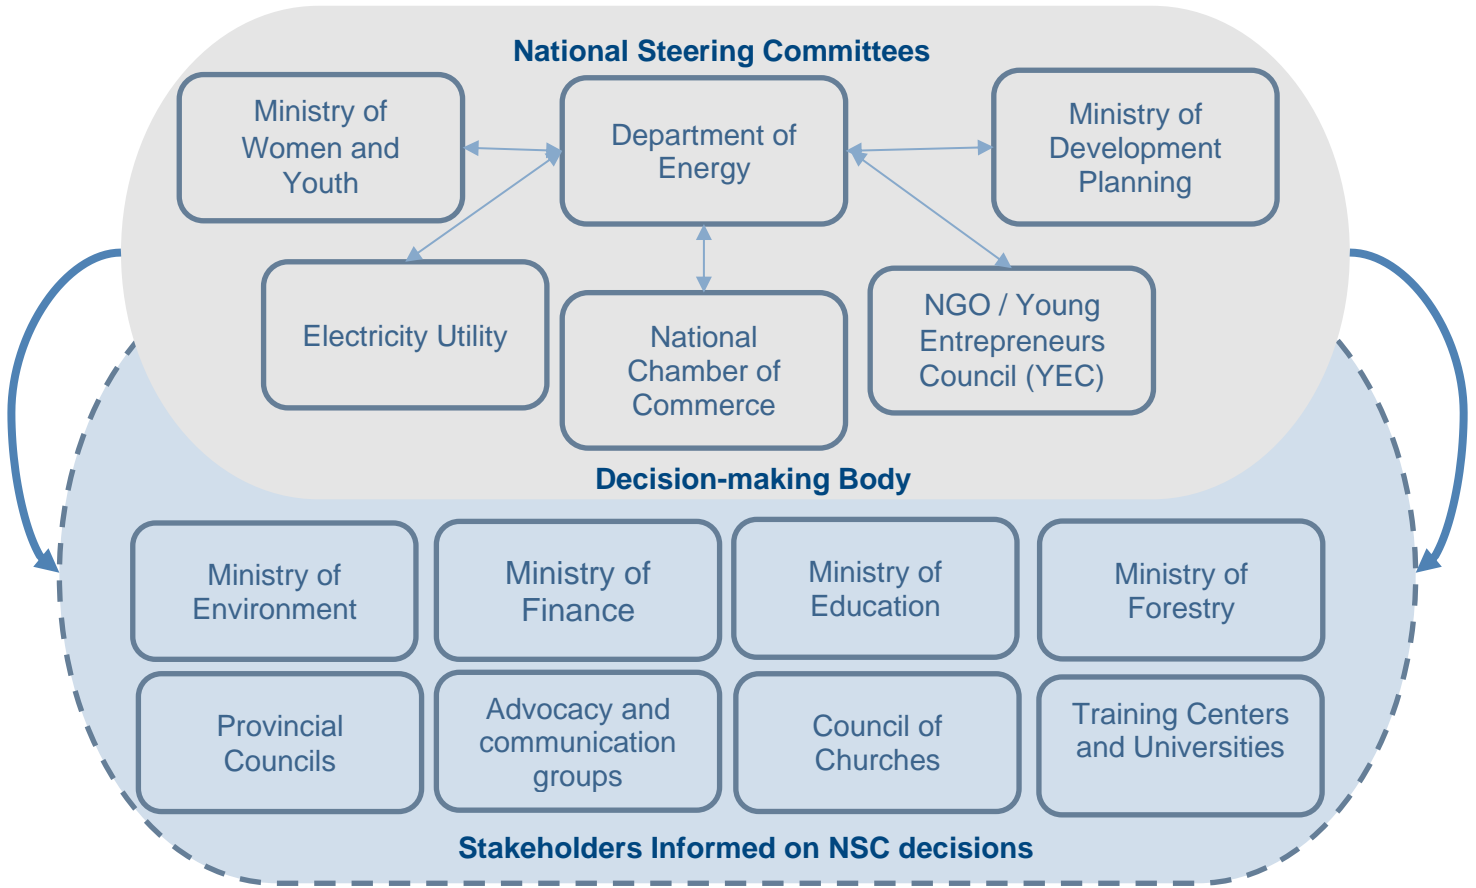 National Steering Committees
Ministry of
Women and
Youth
Department of
Energy
Ministry of
Development
Planning
Electricity Utility
National
Chamber of
Commerce
NGO / Young
Entrepreneurs
Council (YEC)
Decision-making Body
Ministry of
Environment
Ministry of
Finance
Ministry of
Education
Ministry of
Forestry
Provincial
Councils
Advocacy and
communication
groups
Council of
Churches
Training Centers
and Universities
Stakeholders Informed on NSC decisions